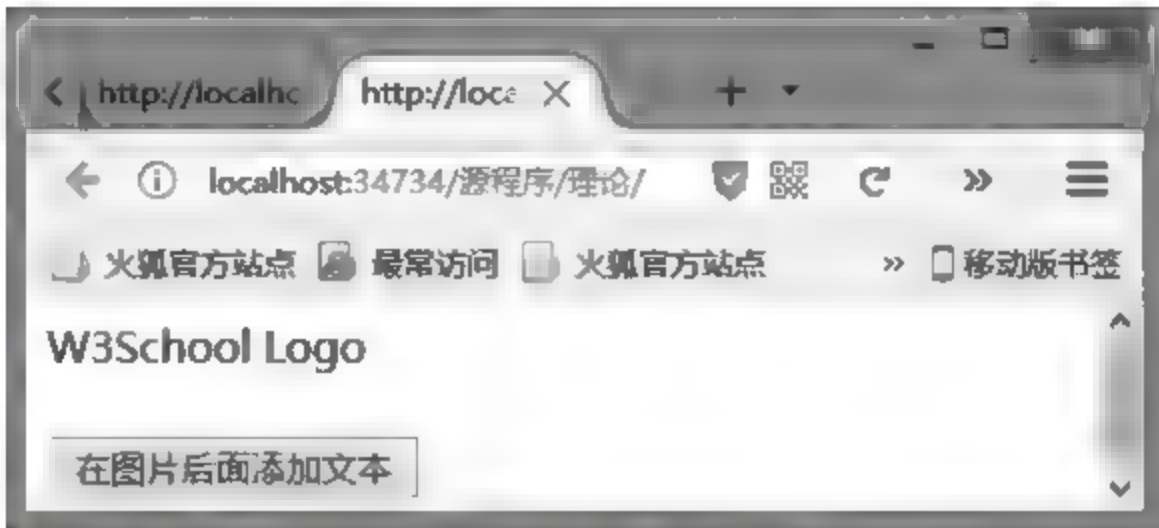 http://localhc http://loca
localhost:34734/源程序/理论/
火狐官方站点 最常访问 火狐官方站点 移动版书签
W3School Logo
在图片后面添加文本